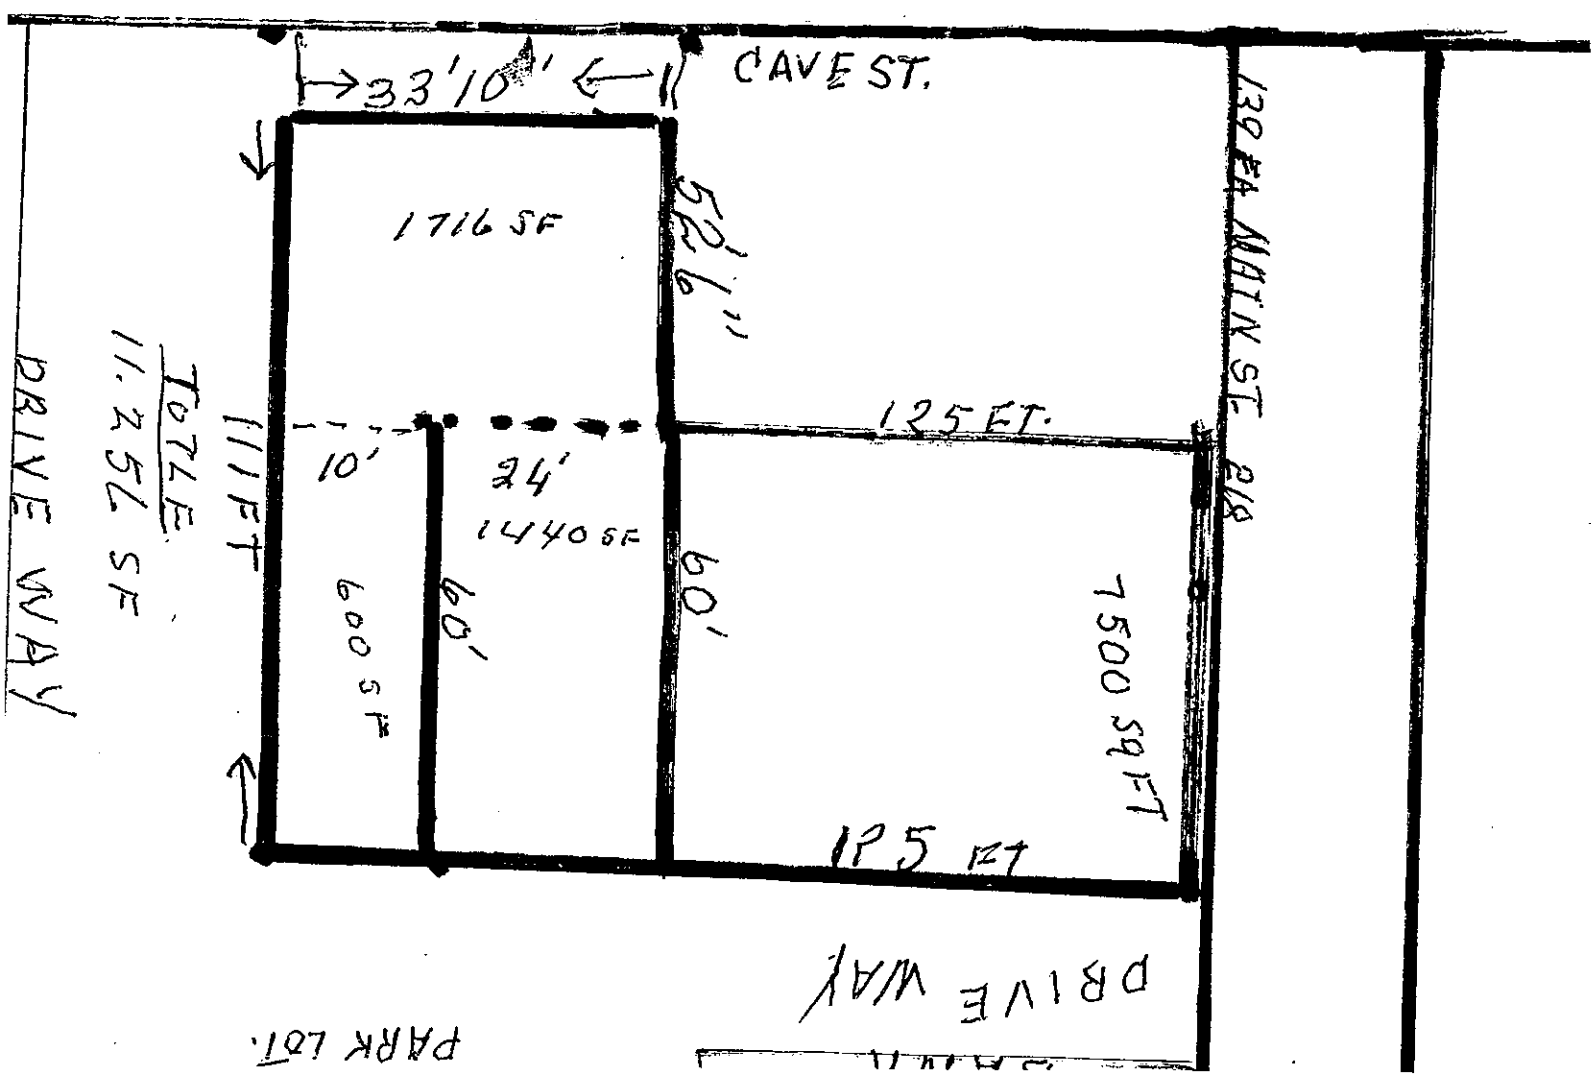 CAVE ST.
33'10"
1716 SF
52'6"
139 EA MAIN ST
125 FT.
10'
24'
1440 SF
111 FT
TOTLE
11.256 SF
DRIVE WAY
600 SF
60'
60'
7500 SQ FT
125 FT
DRIVE WAY
PARK LOT.